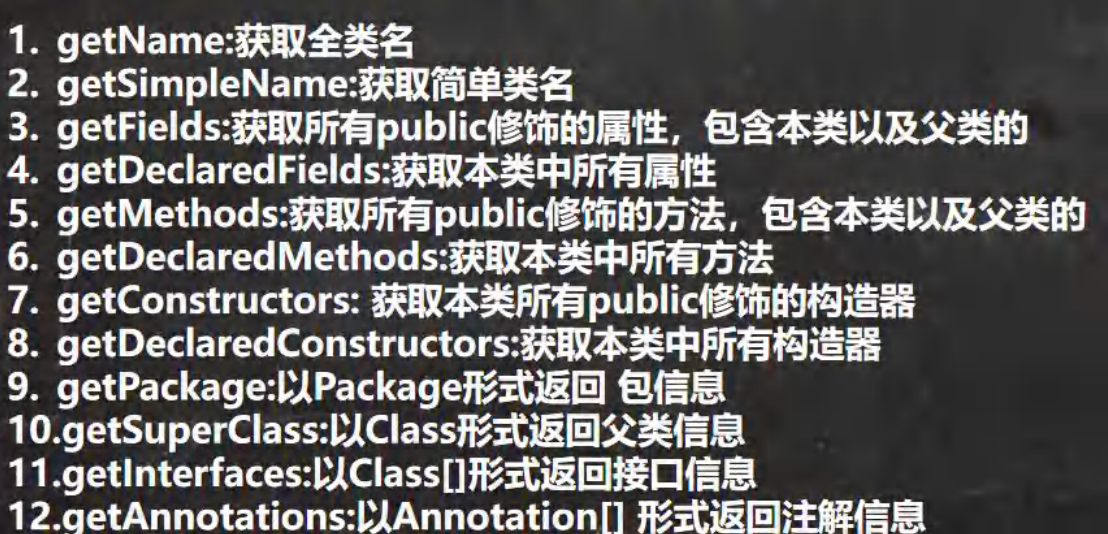 1. getName:获取全类名
2. getSimpleName:获取简单类名
3. getFields:获取所有public修饰的属性，包含本类以及父类的
4. getDeclaredFields:获取本类中所有属性
5. getMethods:获取所有public修饰的方法，包含本类以及父类的
6. getDeclaredMethods:获取本类中所有方法
7. getConstructors: 获取本类所有public修饰的构造器
8. getDeclaredConstructors:获取本类中所有构造器
9. getPackage:以Package形式返回 包信息
10.getSuperClass:以Class形式返回父类信息
11.getInterfaces:以Class[]形式返回接口信息
12.getAnnotations:以Annotation[] 形式返回注解信息